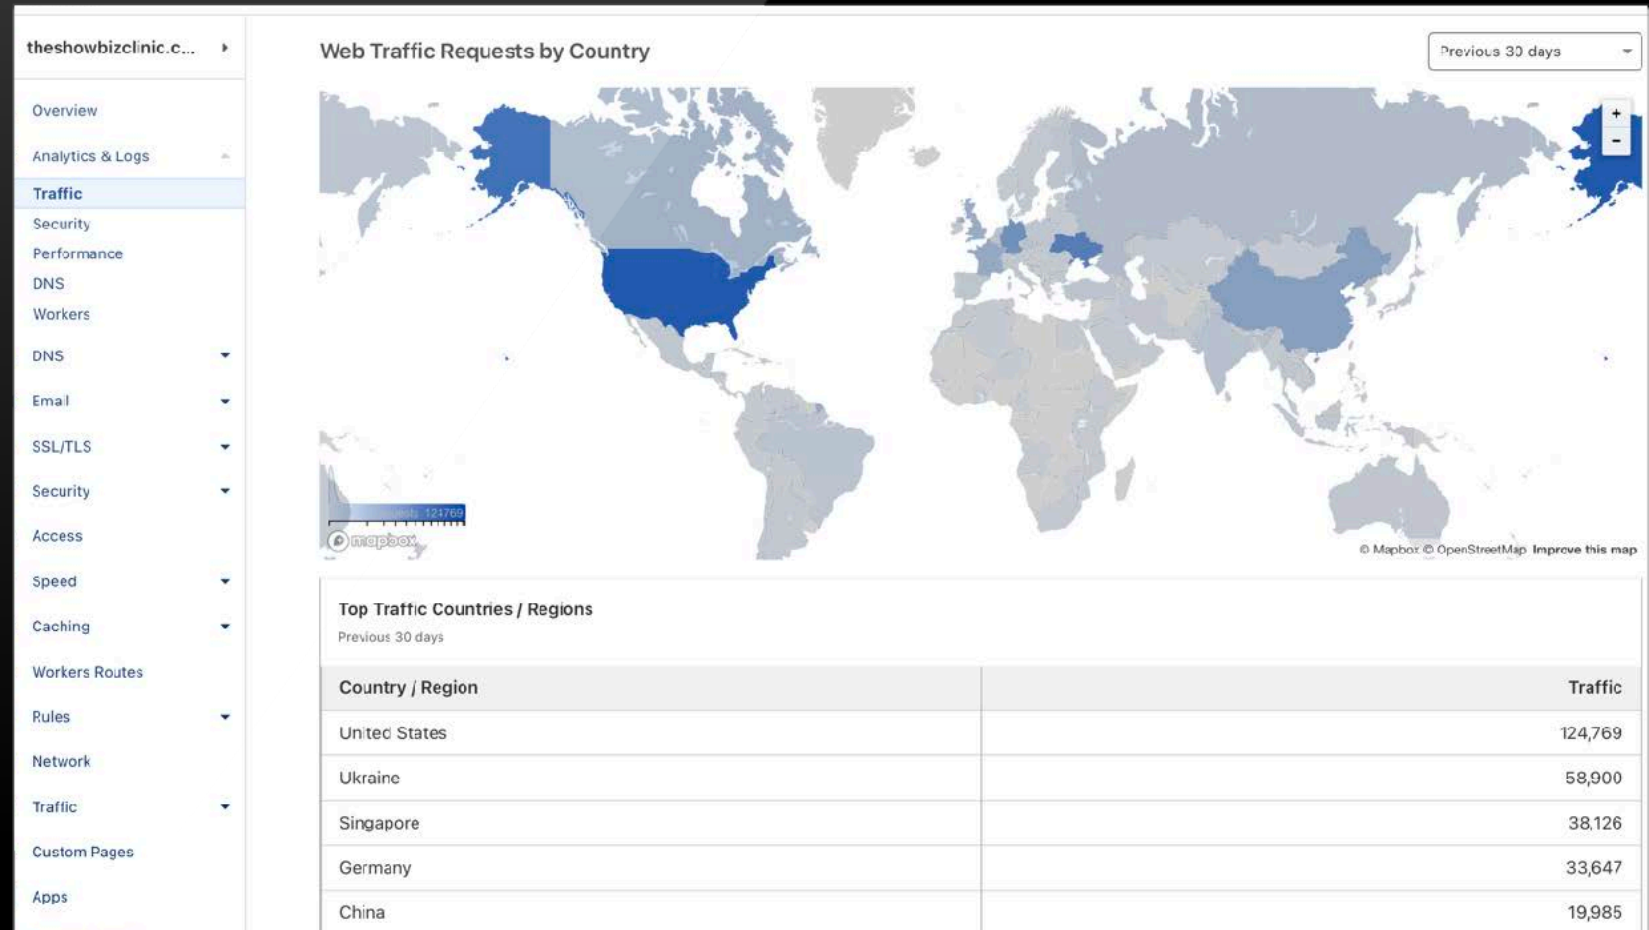 theshowbizclinic.c...
Overview
Analytics & Logs
Traffic
Security
Performance
DNS
Workers
DNS
Email
SSL/TLS
Security
Access
Speed
Caching
Workers Routes
Rules
Network
Traffic
Custom Pages
Apps
Web Traffic Requests by Country
Previous 30 days
+
-
124769
mapbox
© Mapbox © OpenStreetMap Improve this map
Top Traffic Countries / Regions
Previous 30 days
Country / Region Traffic
United States 124,769
Ukraine 58,900
Singapore 38,126
Germany 33,647
China 19,985